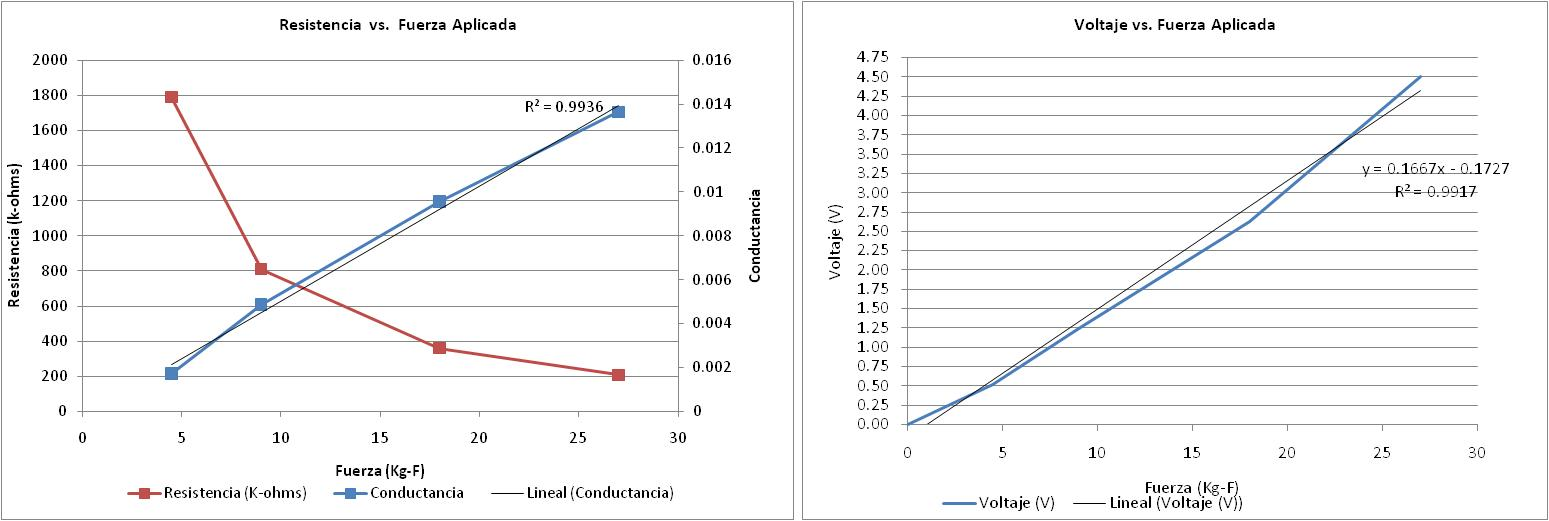 Resistencia vs. Fuerza Aplicada
2000
1800
1600
1400
1200
1000
800
600
400
200
0
Resistencia (k-ohms)
0.016
0.014
0.012
0.01
0.008
0.006
0.004
0.002
0
Conductancia
R² = 0.9936
0 5 10 15 20 25 30
Fuerza (Kg-F)
Resistencia (K-ohms) Conductancia Lineal (Conductancia)
Voltaje vs. Fuerza Aplicada
4.75
4.50
4.25
4.00
3.75
3.50
3.25
3.00
2.75
2.50
2.25
2.00
1.75
1.50
1.25
1.00
0.75
0.50
0.25
0.00
Voltaje (V)
y = 0.1667x - 0.1727
R² = 0.9917
0 5 10 15 20 25 30
Fuerza (Kg-F)
Voltaje (V) Lineal (Voltaje (V))